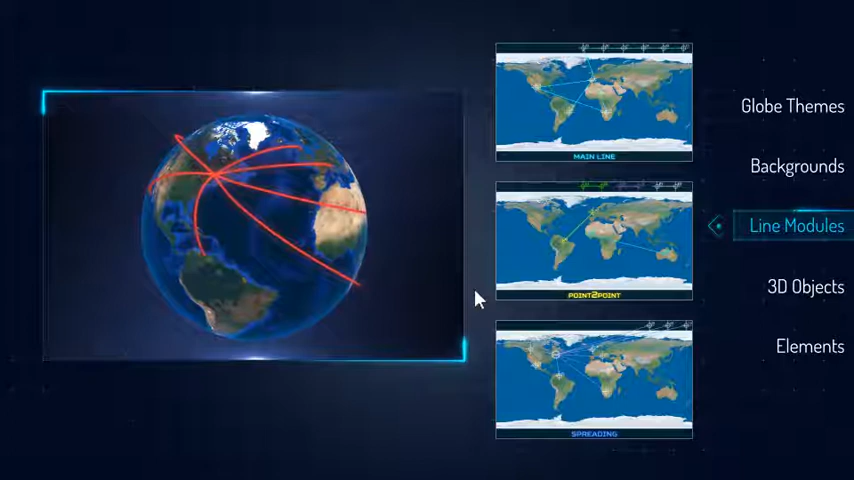 MAIN LINE
POINT2POINT
SPREADING
Globe Themes
Backgrounds
Line Modules
3D Objects
Elements